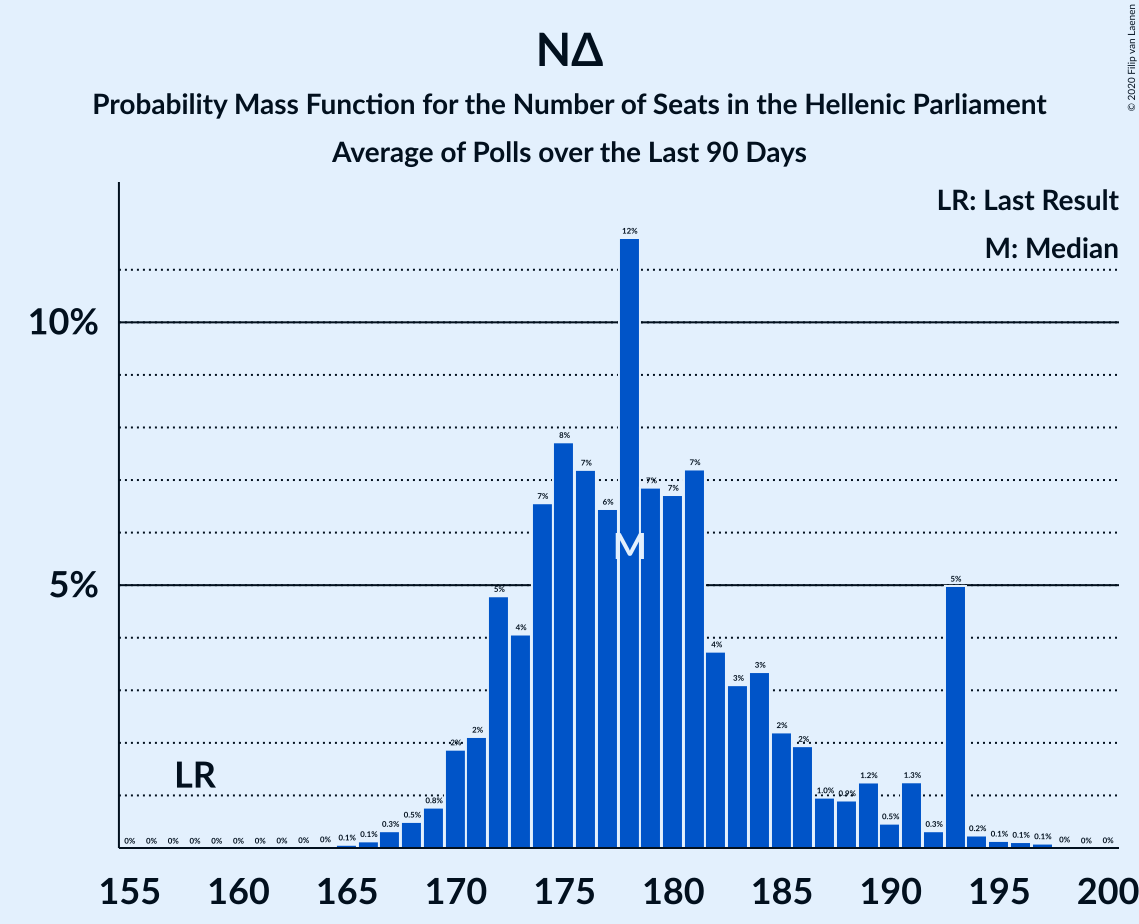 ΝΔ
Probability Mass Function for the Number of Seats in the Hellenic Parliament
Average of Polls over the Last 90 Days
© 2020 Filip van Laenen
LR: Last Result
M: Median
10%
5%
0% 0% 0% 0% 0% 0% 0% 0% 0% 0% 0.1% 0.1% 0.3% 0.5% 0.8% 2% 2% 5% 4% 7% 8% 7% 6% 12% 7% 7% 7% 4% 3% 3% 2% 2% 1.0% 0.9% 1.2% 0.5% 1.3% 0.3% 5% 0.2% 0.1% 0.1% 0.1% 0% 0% 0%
M
LR
155 160 165 170 175 180 185 190 195 200